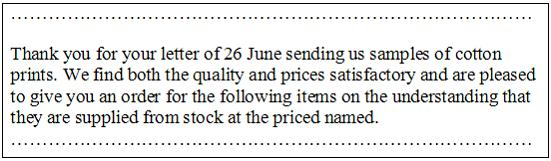 ……………………………………………………………………………
Thank you for your letter of 26 June sending us samples of cotton
prints. We find both the quality and prices satisfactory and are pleased
to give you an order for the following items on the understanding that
they are supplied from stock at the priced named.
……………………………………………………………………………